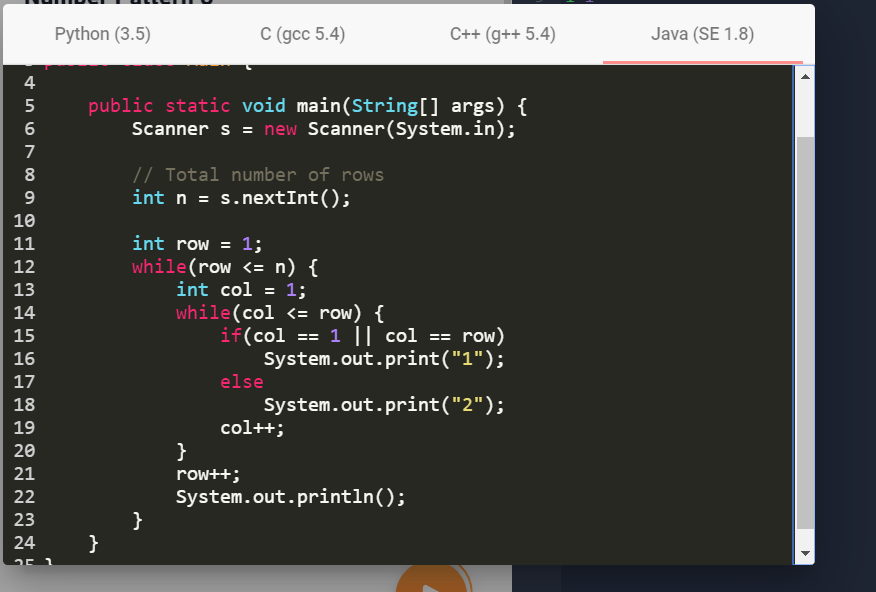 Python (3.5)
C (gcc 5.4)
C++ (g++ 5.4)
Java (SE 1.8)
4
5     public static void main(String[] args) {
6         Scanner s = new Scanner(System.in);
7
8         // Total number of rows
9         int n = s.nextInt();
10
11         int row = 1;
12         while(row <= n) {
13             int col = 1;
14             while(col <= row) {
15                 if(col == 1 || col == row)
16                     System.out.print("1");
17                 else
18                     System.out.print("2");
19                 col++;
20             }
21             row++;
22             System.out.println();
23         }
24     }
25 }